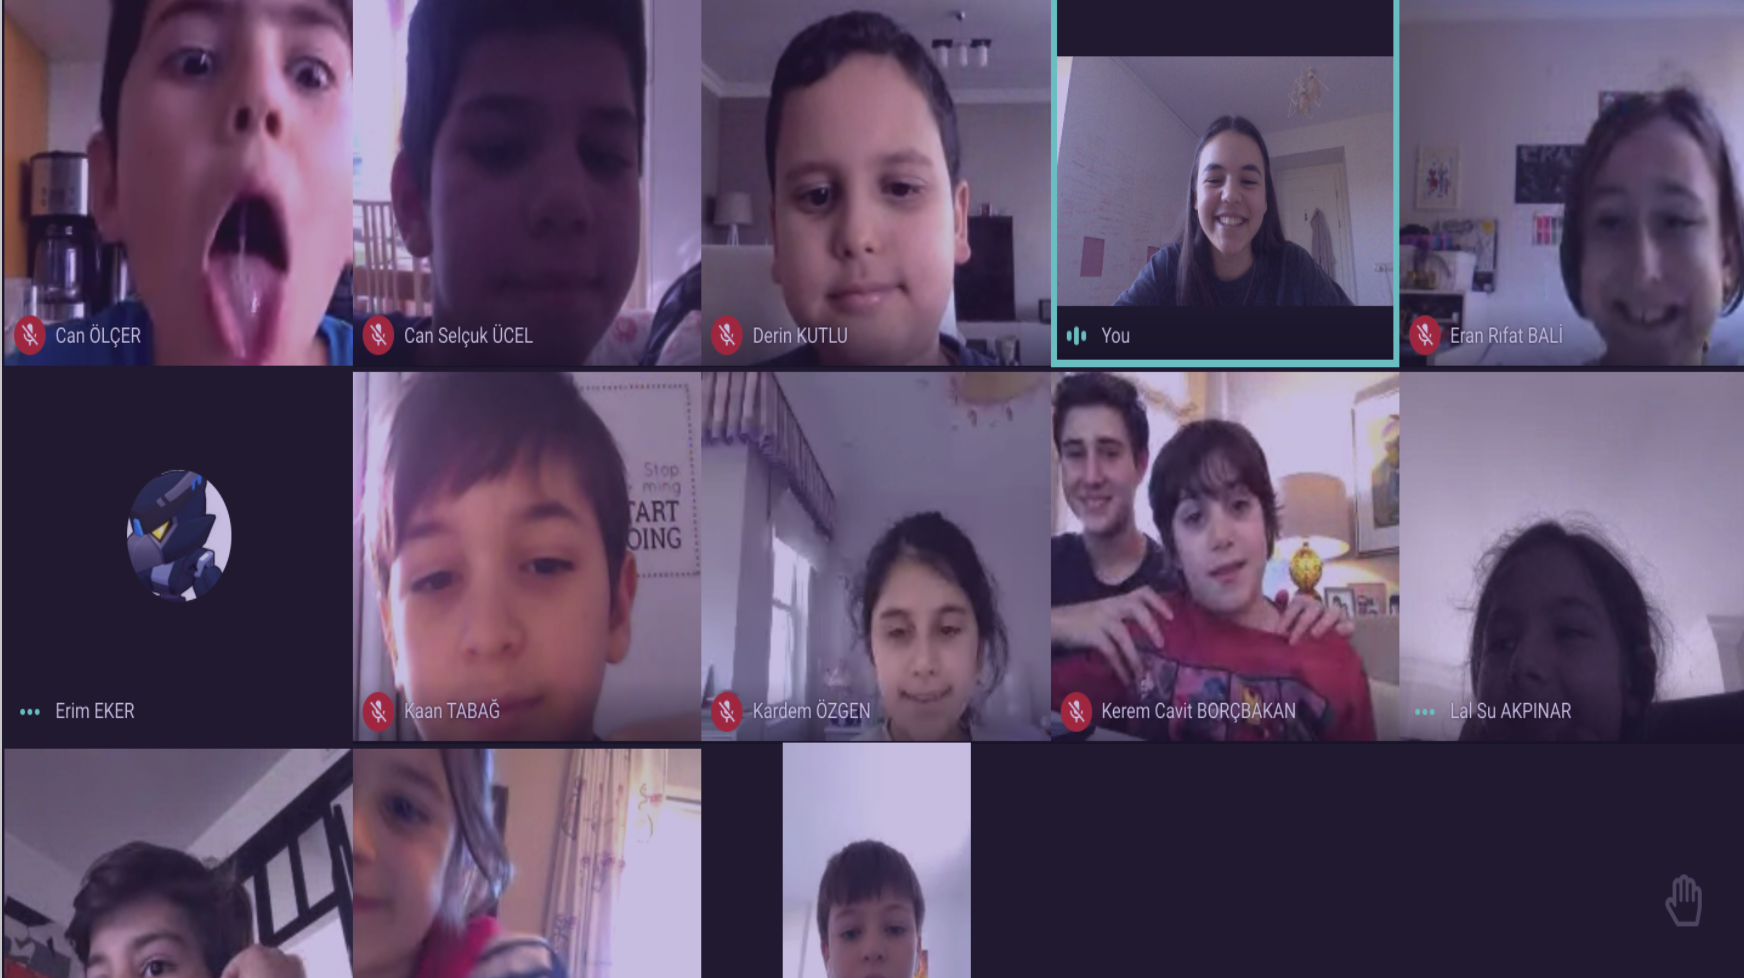 Can ÖLÇER
Can Selçuk ÜCEL
Derin KUTLU
You
Eran Rıfat BALİ
Stop
ming
TART
OING
Erim EKER
Kaan TABAĞ
Kardem ÖZGEN
Kerem Cavit BORÇBAKAN
Lal Su AKPINAR